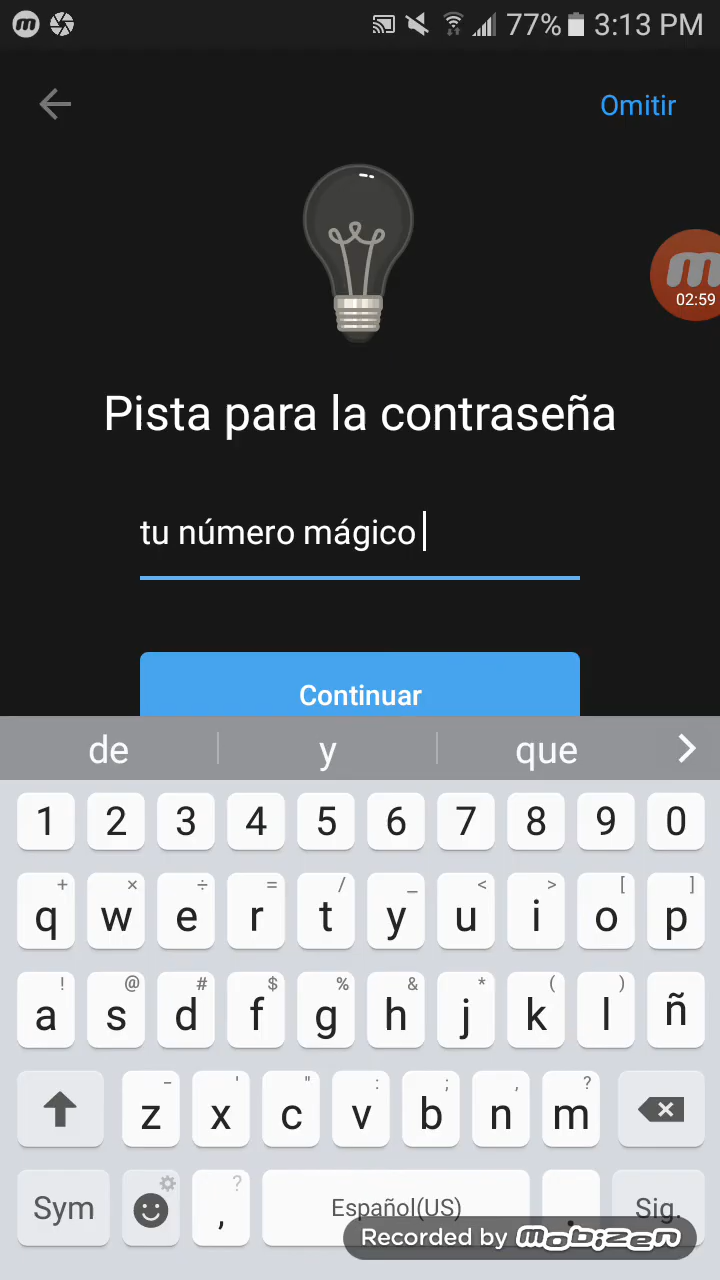 77% 3:13 PM
Omitir
02:59
Pista para la contraseña
tu número mágico
Continuar
de y que
1 2 3 4 5 6 7 8 9 0
+ × ÷ = / _ < > [ ]
q w e r t y u i o p
! @ # $ % & * ( )
a s d f g h j k l ñ
- ' " : ; , ?
z x c v b n m
Sym , ? Español(US) . Sig.
Recorded by mobizen